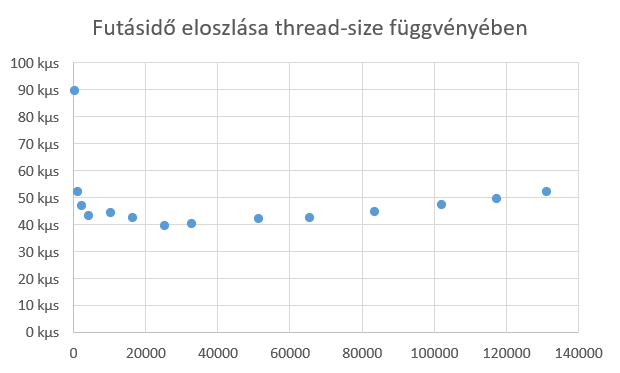 Futásidő eloszlása thread-size függvényében
100 kµs
90 kµs
80 kµs
70 kµs
60 kµs
50 kµs
40 kµs
30 kµs
20 kµs
10 kµs
0 kµs
0 20000 40000 60000 80000 100000 120000 140000